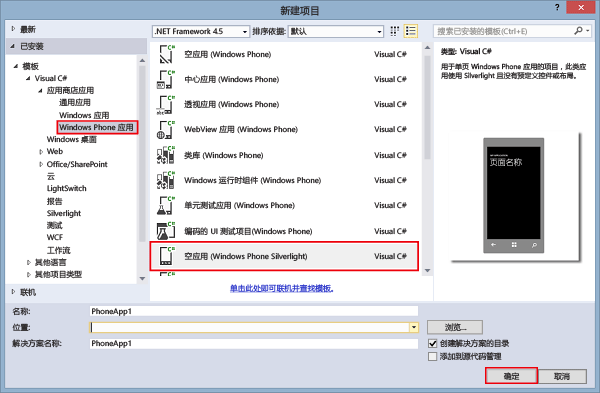 新建项目
?
×
最新
已安装
模板
Visual C#
应用商店应用
通用应用
Windows 应用
Windows Phone 应用
Windows 桌面
Web
Office/SharePoint
云
LightSwitch
报告
Silverlight
测试
WCF
工作流
其他语言
其他项目类型
联机
.NET Framework 4.5
排序依据: 默认
空应用 (Windows Phone) Visual C#
中心应用 (Windows Phone) Visual C#
透视应用 (Windows Phone) Visual C#
WebView 应用 (Windows Phone) Visual C#
类库 (Windows Phone) Visual C#
Windows 运行时组件 (Windows Phone) Visual C#
单元测试应用 (Windows Phone) Visual C#
编码的 UI 测试项目(Windows Phone) Visual C#
空应用 (Windows Phone Silverlight) Visual C#
单击此处即可联机并查找模板。
搜索已安装的模板(Ctrl+E)
类型: Visual C#
用于单页 Windows Phone 应用的项目，此类应
用使用 Silverlight 且没有预定义控件或布局。
页面名称
名称: PhoneApp1
位置:
浏览...
解决方案名称: PhoneApp1
创建解决方案的目录
添加到源代码管理
确定
取消